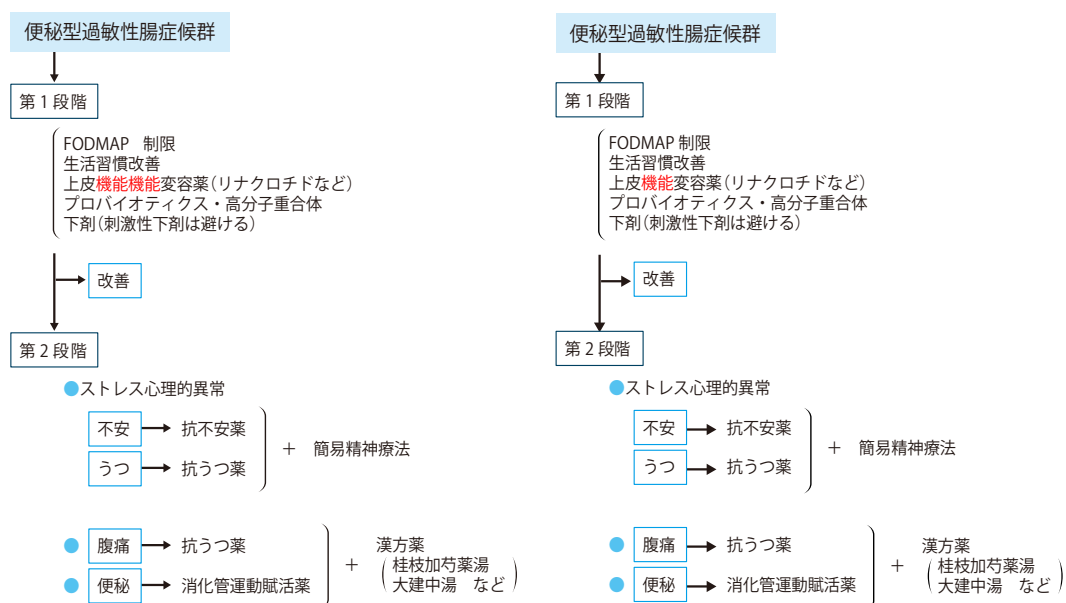 便秘型過敏性腸症候群
第1段階
FODMAP　制限
生活習慣改善
上皮機能機能変容薬（リナクロチドなど）
プロバイオティクス・高分子重合体
下剤（刺激性下剤は避ける）
改善
第2段階
●ストレス心理的異常
不安 → 抗不安薬
うつ → 抗うつ薬
＋　簡易精神療法
● 腹痛 → 抗うつ薬
● 便秘 → 消化管運動賦活薬
＋
漢方薬
（桂枝加芍薬湯
大建中湯　など）
便秘型過敏性腸症候群
第1段階
FODMAP 制限
生活習慣改善
上皮機能変容薬（リナクロチドなど）
プロバイオティクス・高分子重合体
下剤（刺激性下剤は避ける）
改善
第2段階
●ストレス心理的異常
不安 → 抗不安薬
うつ → 抗うつ薬
＋　簡易精神療法
● 腹痛 → 抗うつ薬
● 便秘 → 消化管運動賦活薬
＋
漢方薬
（桂枝加芍薬湯
大建中湯　など）